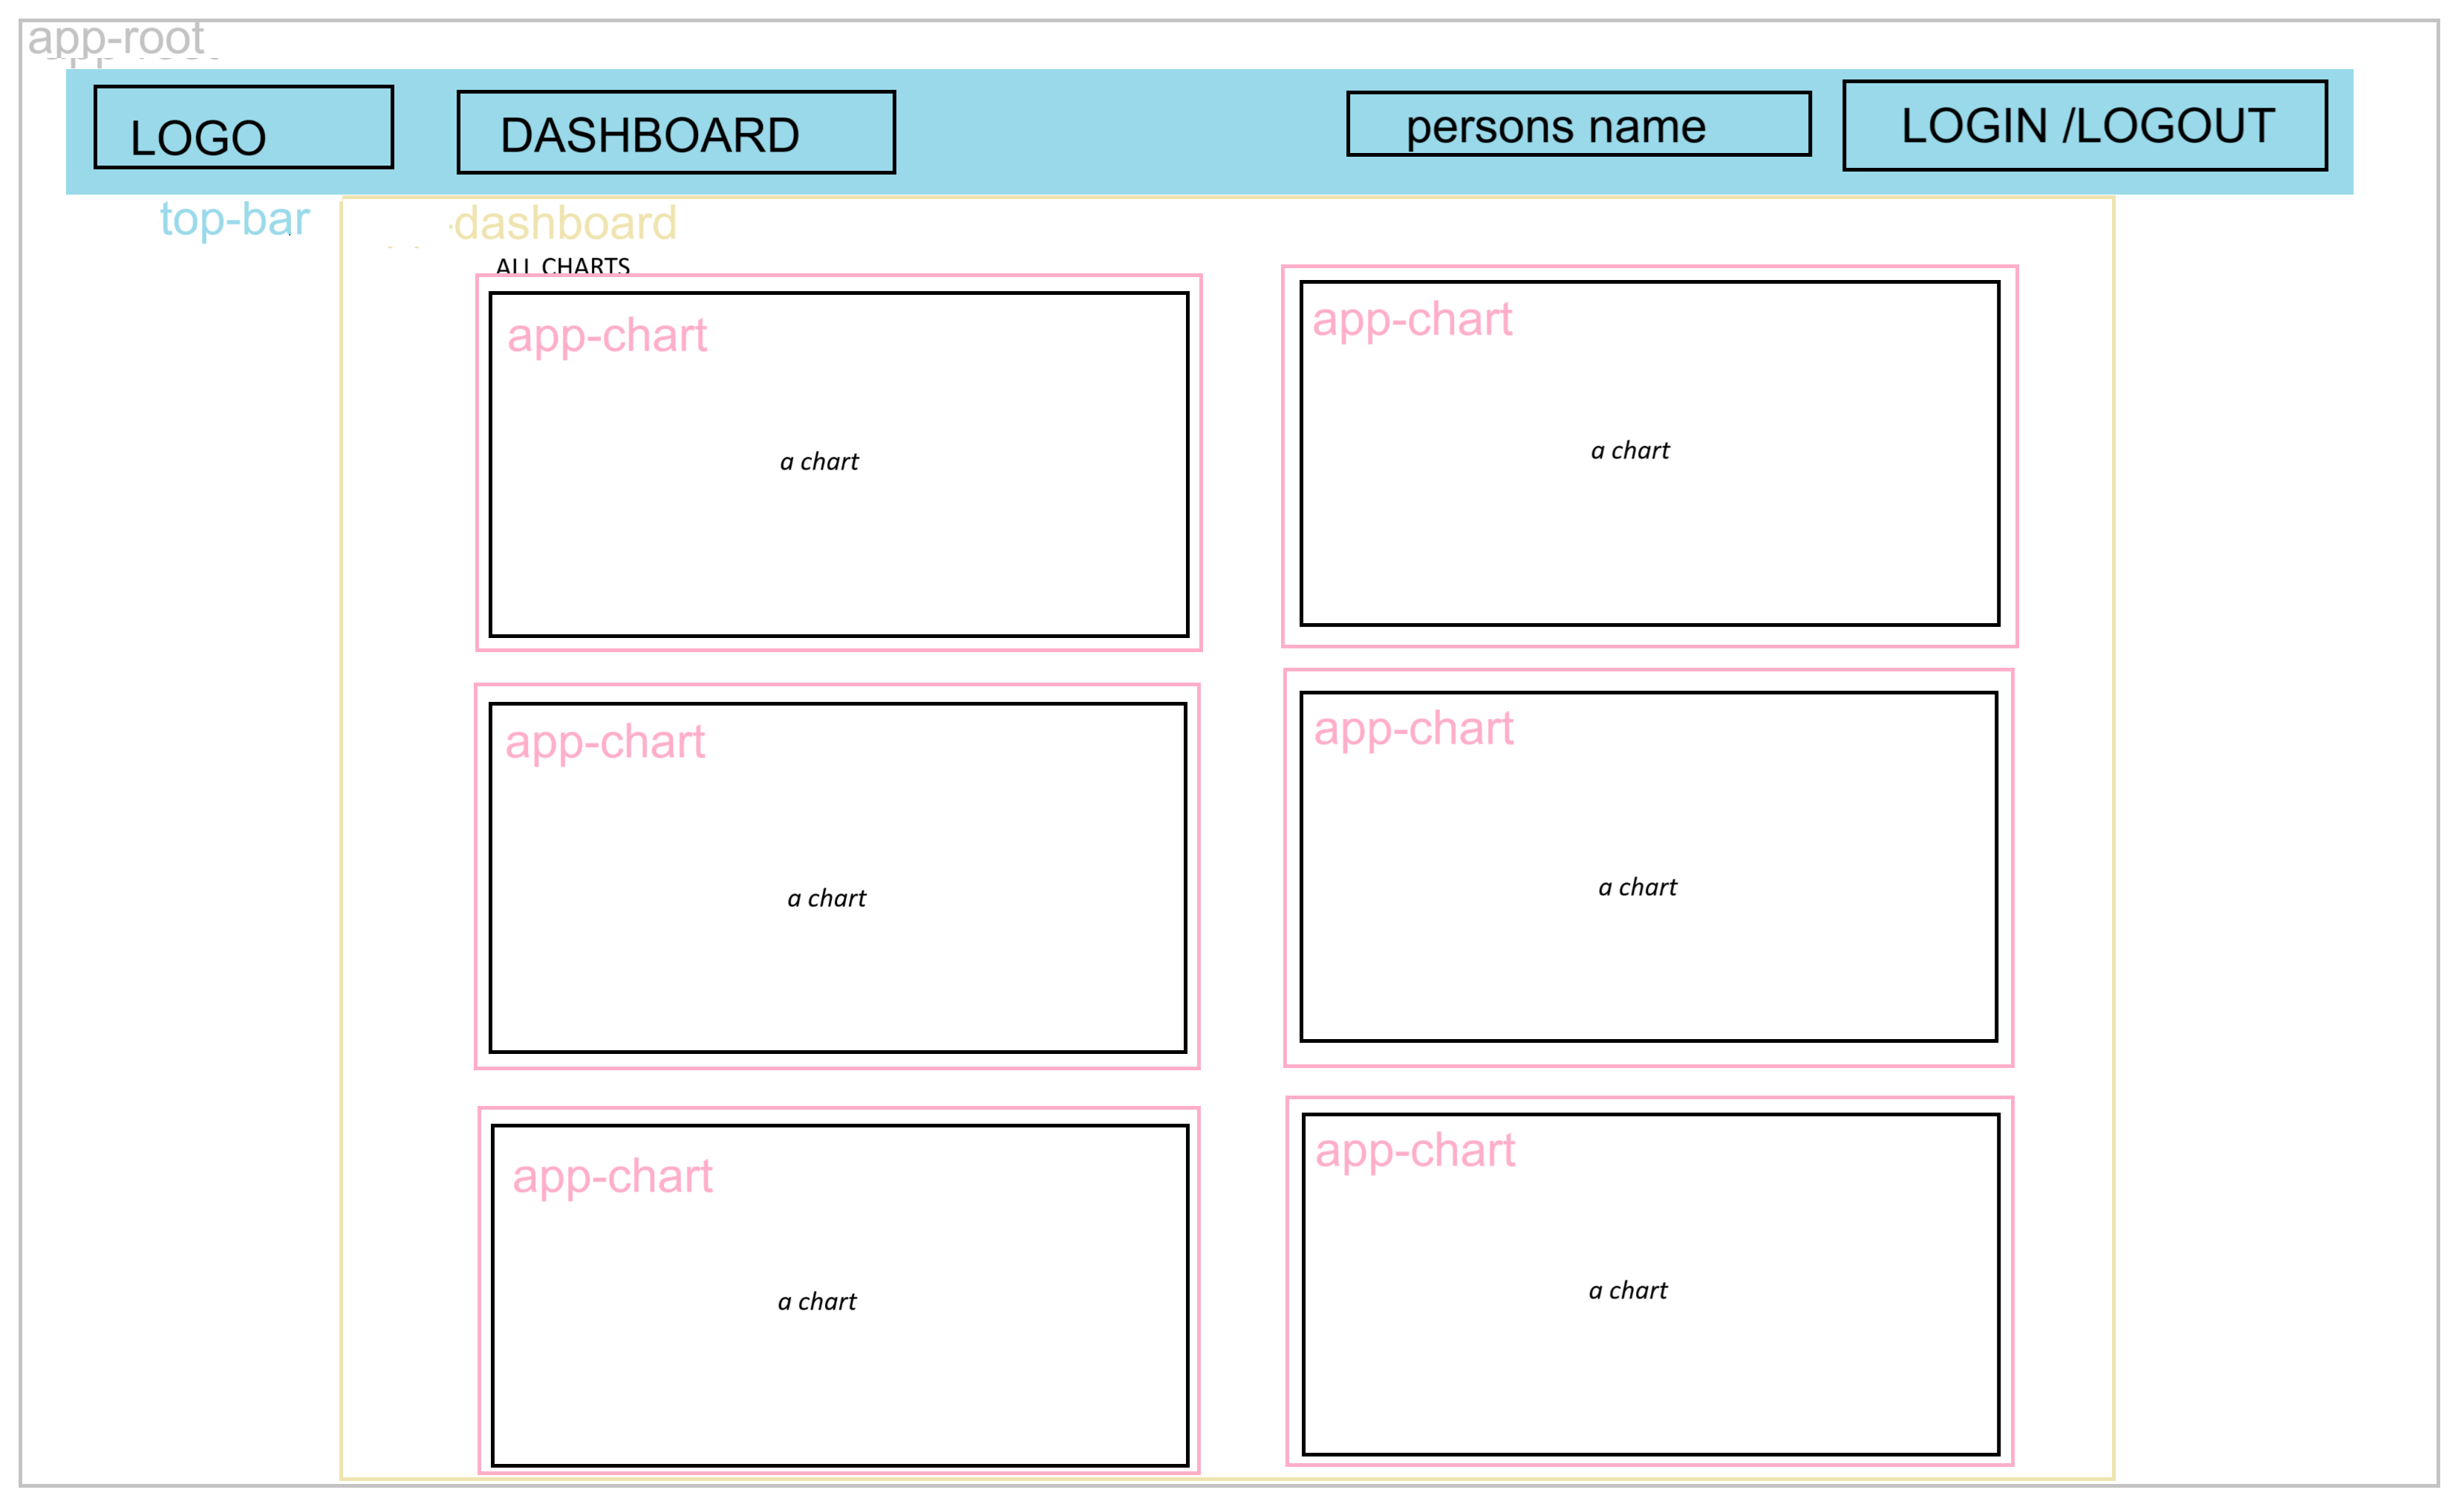 app-root
LOGO
DASHBOARD
persons name
LOGIN /LOGOUT
top-bar
-dashboard
ALL CHARTS
app-chart
a chart
app-chart
a chart
app-chart
a chart
app-chart
a chart
app-chart
a chart
app-chart
a chart